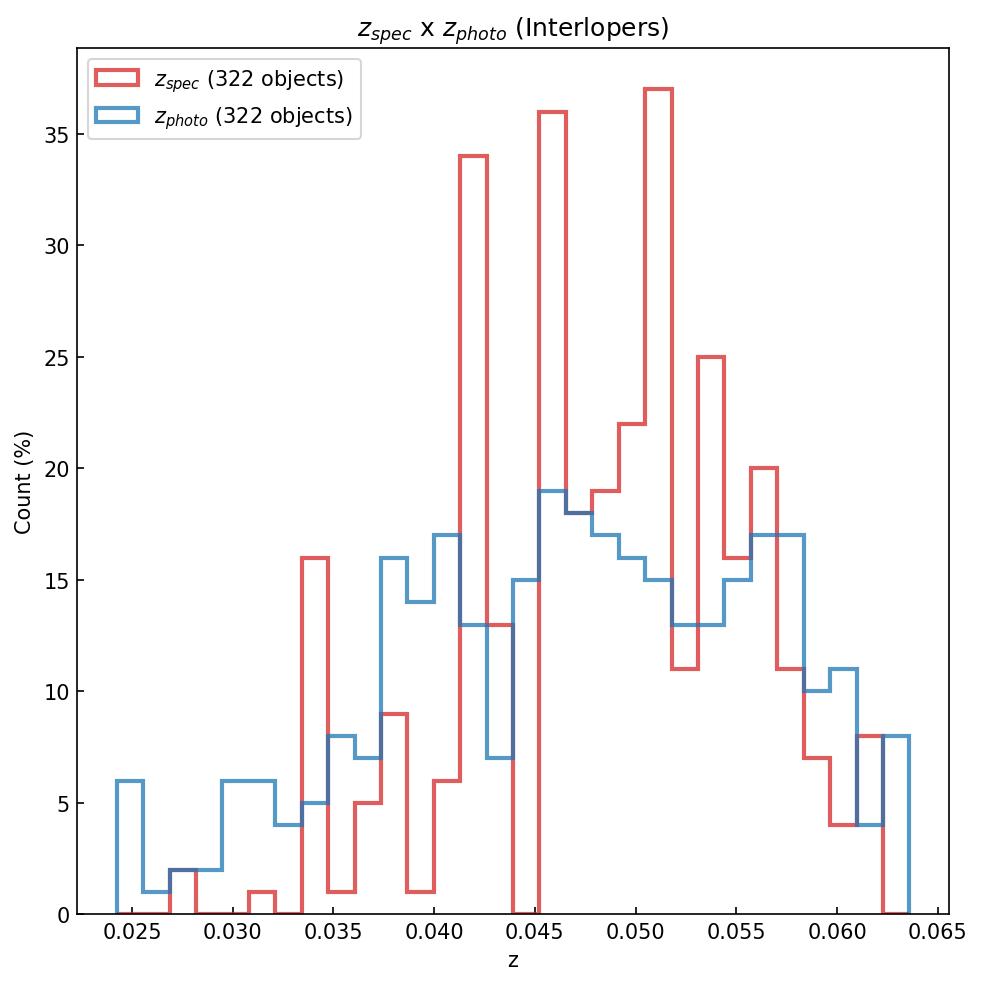 z_spec x z_photo (Interlopers)
z_spec (322 objects)
z_photo (322 objects)
Count (%)
35
30
25
20
15
10
5
0
0.025 0.030 0.035 0.040 0.045 0.050 0.055 0.060 0.065
z